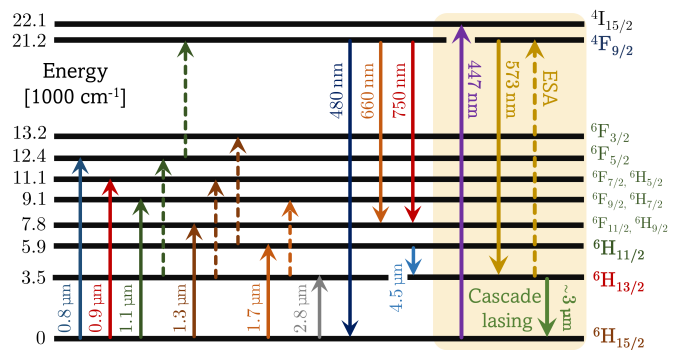 22.1
21.2
Energy
[1000 cm⁻¹]
13.2
12.4
11.1
9.1
7.8
5.9
3.5
0
0.8 μm
0.9 μm
1.1 μm
1.3 μm
1.7 μm
2.8 μm
4.5 μm
480 nm
660 nm
750 nm
447 nm
573 nm
ESA
Cascade
lasing
~3 μm
⁴I₁₅/₂
⁴F₉/₂
⁶F₃/₂
⁶F₅/₂
⁶F₇/₂, ⁶H₅/₂
⁶F₉/₂, ⁶H₇/₂
⁶F₁₁/₂, ⁶H₉/₂
⁶H₁₁/₂
⁶H₁₃/₂
⁶H₁₅/₂